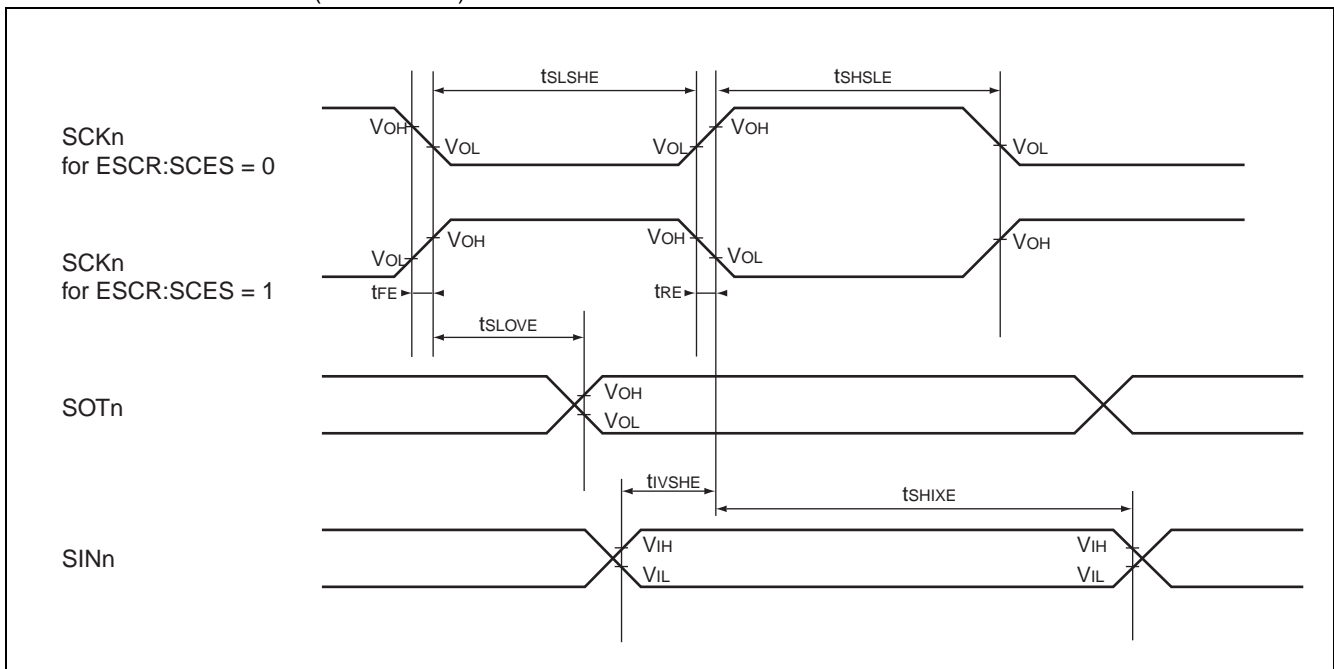 tSLSHE tSHSLE
SCKn
for ESCR:SCES = 0
VOH VOL VOL VOH VOL
SCKn
for ESCR:SCES = 1
VOL VOH VOH VOL VOH
tFE tRE
tSLOVE
SOTn
VOH
VOL
tIVSHE tSHIXE
SINn
VIH VIH
VIL VIL